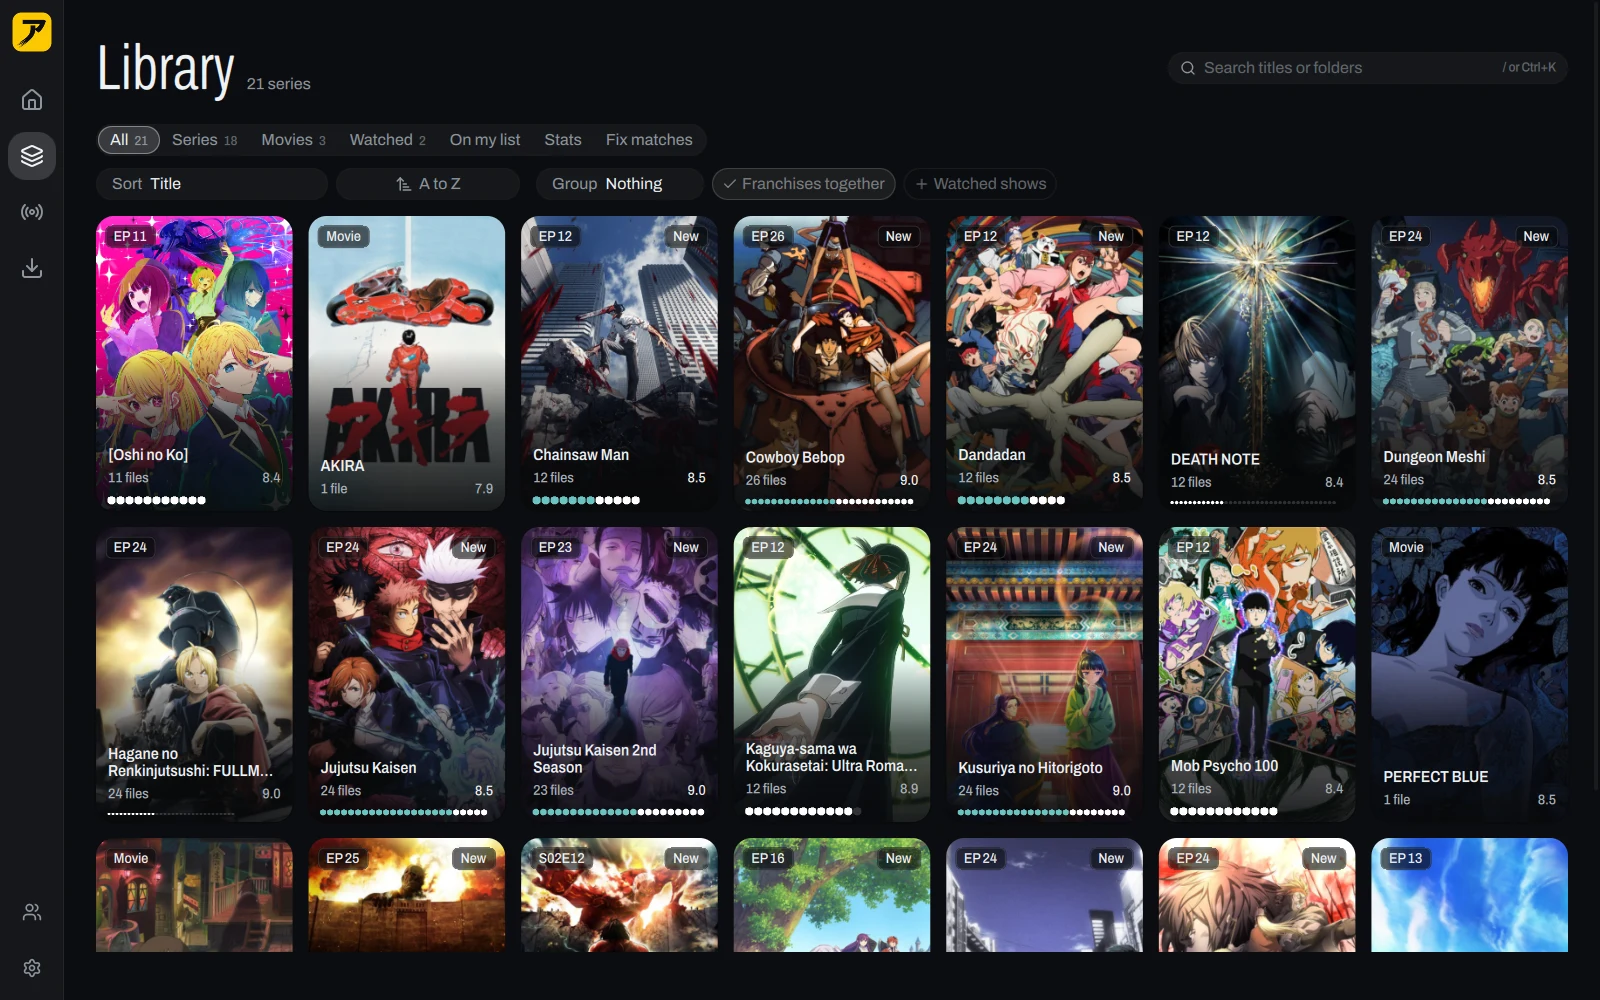 ア
Library 21 series
Search titles or folders / or Ctrl+K
All 21 Series 18 Movies 3 Watched 2 On my list Stats Fix matches
Sort Title A to Z Group Nothing Franchises together + Watched shows
EP 11
[Oshi no Ko]
11 files 8.4
Movie
AKIRA
アキラ
AKIRA
1 file 7.9
EP 12 New
Chainsaw Man
12 files 8.5
EP 26 New
Cowboy Bebop
26 files 9.0
EP 12 New
Dandadan
12 files 8.5
EP 12
DEATH NOTE
12 files 8.4
EP 24 New
Dungeon Meshi
24 files 8.5
EP 24
Hagane no
Renkinjutsushi: FULLM...
24 files 9.0
EP 24 New
Jujutsu Kaisen
24 files 8.5
EP 23 New
Jujutsu Kaisen 2nd
Season
23 files 9.0
EP 12
Kaguya-sama wa
Kokurasetai: Ultra Roma...
12 files 8.9
EP 24 New
Kusuriya no Hitorigoto
24 files 9.0
EP 12
Mob Psycho 100
12 files 8.4
Movie
PERFECT BLUE
1 file 8.5
Movie
EP 25 New
S02E12 New
EP 16 New
EP 24 New
EP 24 New
EP 13